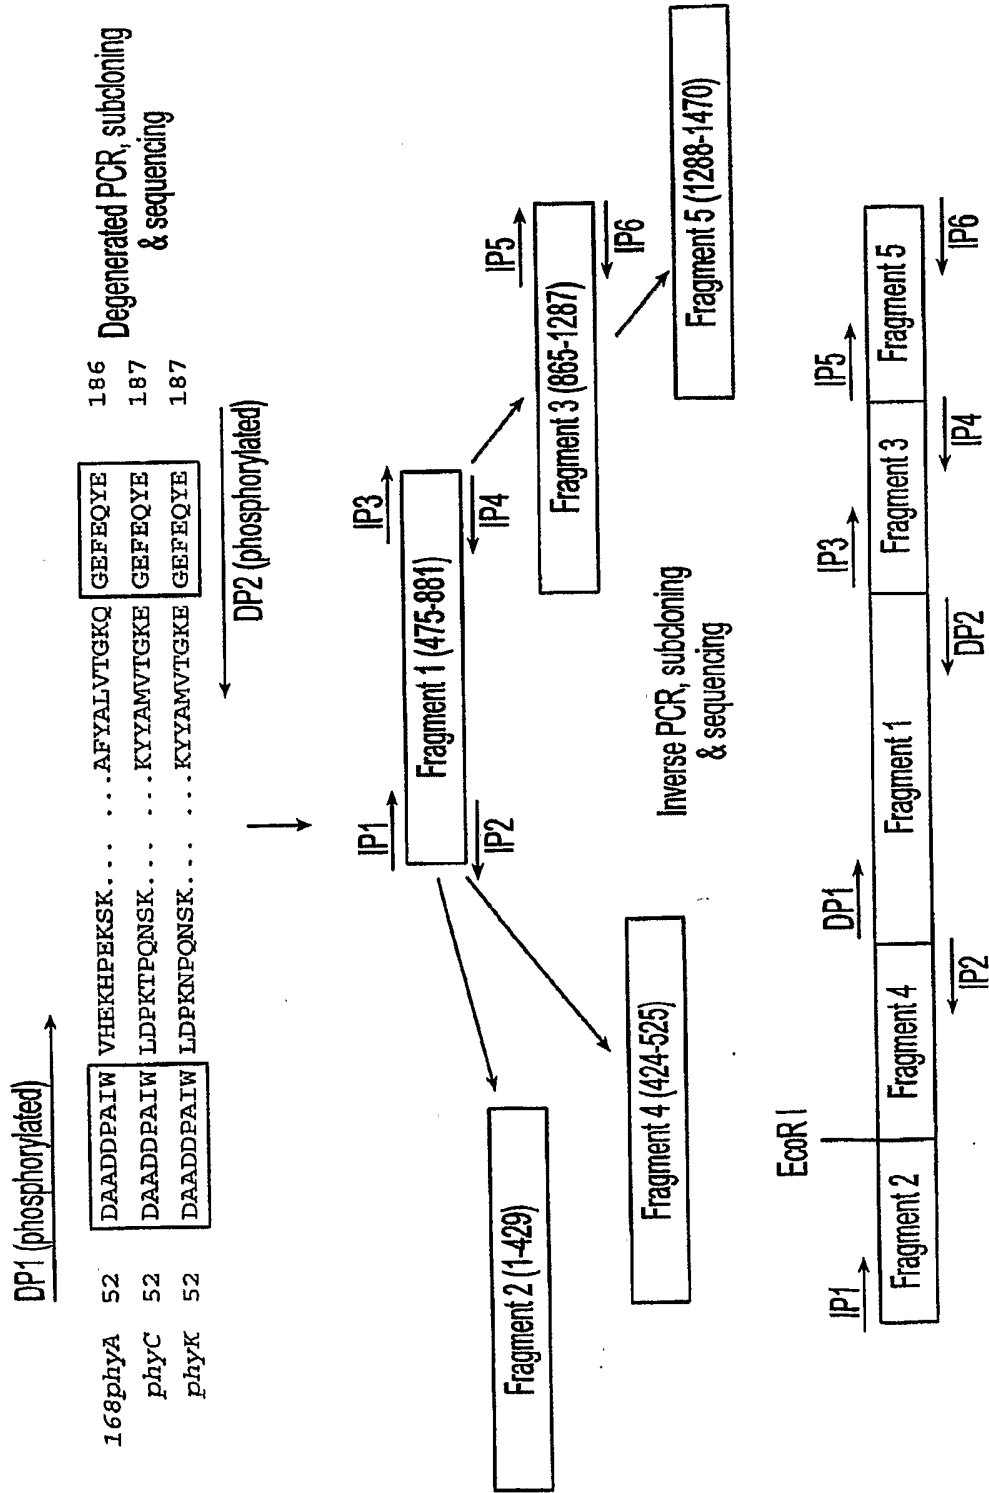 DP1 (phosphorylated)
168phyA 52 DAADDPAIW VHEKHPEKSK... ...AFYALVTGKQ GEFEQYE 186
phyC 52 DAADDPAIW LDPKTPQNSK... ...KYYAMVTGKE GEFEQYE 187
phyK 52 DAADDPAIW LDPKNPQNSK... ...KYYAMVTGKE GEFEQYE 187
DP2 (phosphorylated)
Degenerated PCR, subcloning
& sequencing
IP1
IP3
Fragment 1 (475-881)
IP2
IP4
IP5
Fragment 2 (1-429)
Fragment 3 (865-1287)
IP6
Fragment 4 (424-525)
Inverse PCR, subcloning
& sequencing
Fragment 5 (1288-1470)
EcoR I
IP1
DP1
IP3
IP5
Fragment 2
Fragment 4
Fragment 1
Fragment 3
Fragment 5
IP2
DP2
IP4
IP6